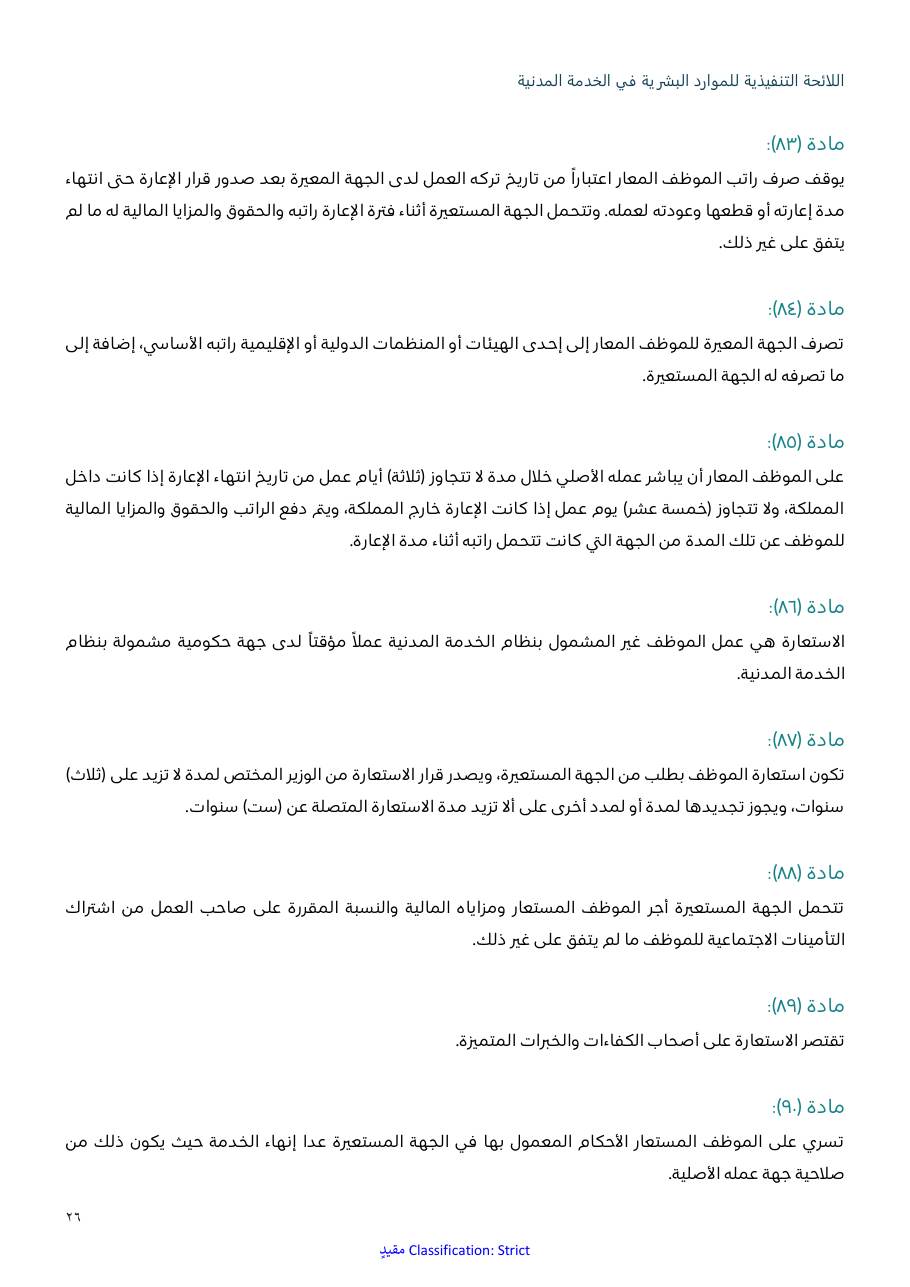 اللائحة التنفيذية للموارد البشرية في الخدمة المدنية
مادة (٨٣):
يوقف صرف راتب الموظف المعار اعتباراً من تاريخ تركه العمل لدى الجهة المعيرة بعد صدور قرار الإعارة حتى انتهاء
مدة إعارته أو قطعها وعودته لعمله. وتتحمل الجهة المستعيرة أثناء فترة الإعارة راتبه والحقوق والمزايا المالية له ما لم
يتفق على غير ذلك.
مادة (٨٤):
تصرف الجهة المعيرة للموظف المعار إلى إحدى الهيئات أو المنظمات الدولية أو الإقليمية راتبه الأساسي، إضافة إلى
ما تصرفه له الجهة المستعيرة.
مادة (٨٥):
على الموظف المعار أن يباشر عمله الأصلي خلال مدة لا تتجاوز (ثلاثة) أيام عمل من تاريخ انتهاء الإعارة إذا كانت داخل
المملكة، ولا تتجاوز (خمسة عشر) يوم عمل إذا كانت الإعارة خارج المملكة، ويتم دفع الراتب والحقوق والمزايا المالية
للموظف عن تلك المدة من الجهة التي كانت تتحمل راتبه أثناء مدة الإعارة.
مادة (٨٦):
الاستعارة هي عمل الموظف غير المشمول بنظام الخدمة المدنية عملاً مؤقتاً لدى جهة حكومية مشمولة بنظام
الخدمة المدنية.
مادة (٨٧):
تكون استعارة الموظف بطلب من الجهة المستعيرة، ويصدر قرار الاستعارة من الوزير المختص لمدة لا تزيد على (ثلاث)
سنوات، ويجوز تجديدها لمدة أو لمدد أخرى على ألا تزيد مدة الاستعارة المتصلة عن (ست) سنوات.
مادة (٨٨):
تتحمل الجهة المستعيرة أجر الموظف المستعار ومزاياه المالية والنسبة المقررة على صاحب العمل من اشتراك
التأمينات الاجتماعية للموظف ما لم يتفق على غير ذلك.
مادة (٨٩):
تقتصر الاستعارة على أصحاب الكفاءات والخبرات المتميزة.
مادة (٩٠):
تسري على الموظف المستعار الأحكام المعمول بها في الجهة المستعيرة عدا إنهاء الخدمة حيث يكون ذلك من
صلاحية جهة عمله الأصلية.
٢٦
Classification: Strict مقيدٍ